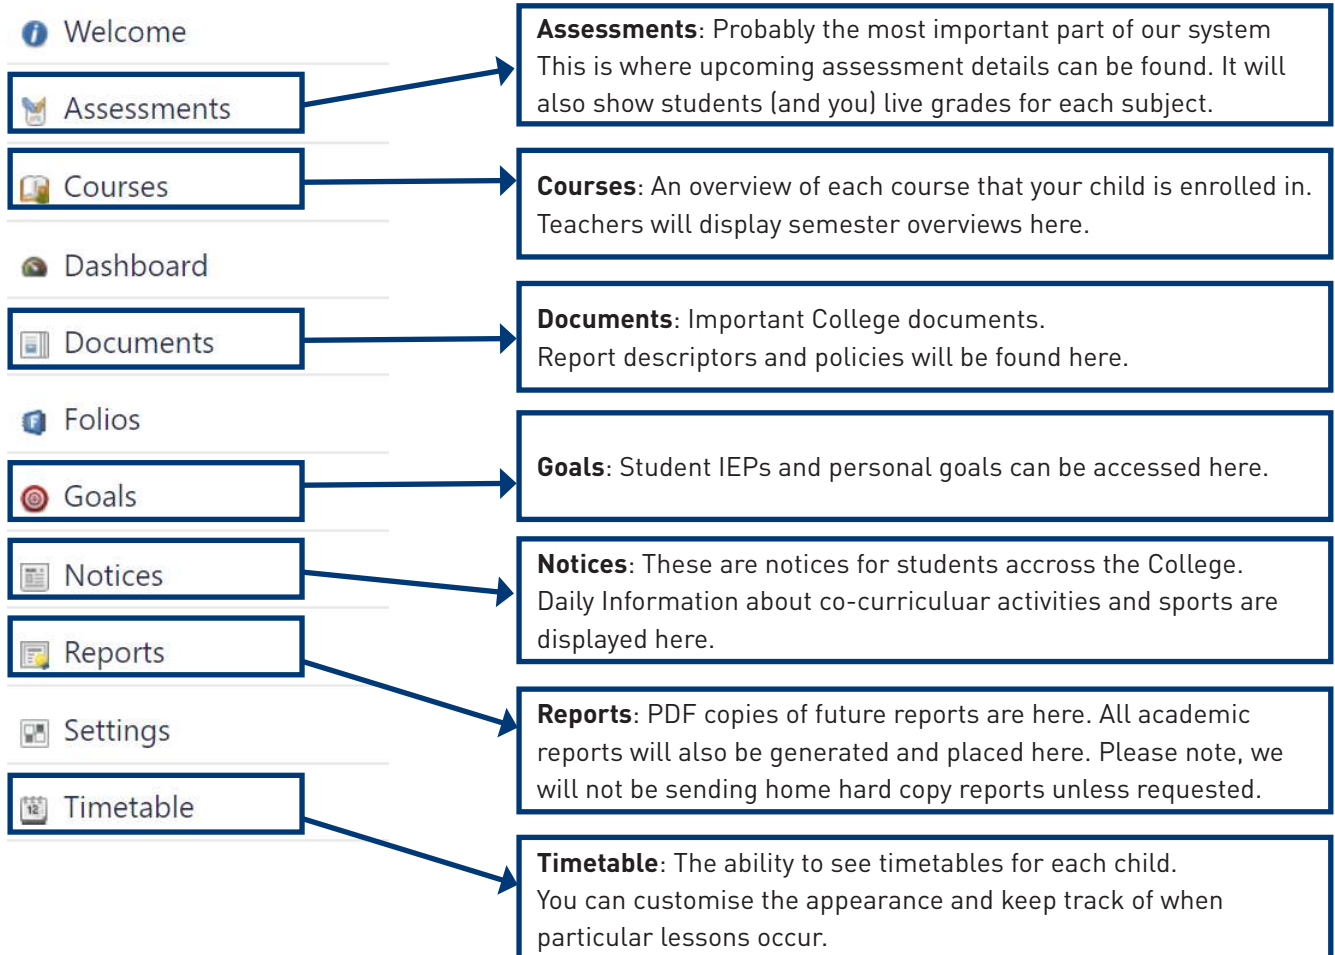 Welcome
Assessments
Courses
Dashboard
Documents
Folios
Goals
Notices
Reports
Settings
12
Timetable
Assessments: Probably the most important part of our system
This is where upcoming assessment details can be found. It will
also show students (and you) live grades for each subject.
Courses: An overview of each course that your child is enrolled in.
Teachers will display semester overviews here.
Documents: Important College documents.
Report descriptors and policies will be found here.
Goals: Student IEPs and personal goals can be accessed here.
Notices: These are notices for students accross the College.
Daily Information about co-curriculuar activities and sports are
displayed here.
Reports: PDF copies of future reports are here. All academic
reports will also be generated and placed here. Please note, we
will not be sending home hard copy reports unless requested.
Timetable: The ability to see timetables for each child.
You can customise the appearance and keep track of when
particular lessons occur.